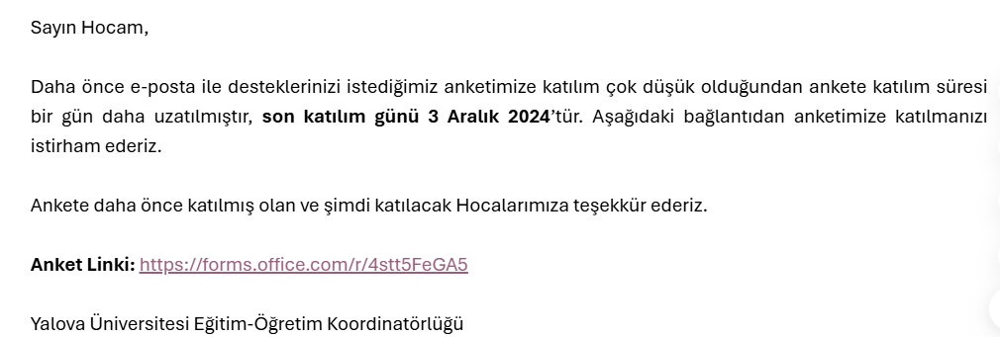 Sayın Hocam,
Daha önce e-posta ile desteklerinizi istediğimiz anketimize katılım çok düşük olduğundan ankete katılım süresi
bir gün daha uzatılmıştır, son katılım günü 3 Aralık 2024’tür. Aşağıdaki bağlantıdan anketimize katılmanızı
istirham ederiz.
Ankete daha önce katılmış olan ve şimdi katılacak Hocalarımıza teşekkür ederiz.
Anket Linki: https://forms.office.com/r/4stt5FeGA5
Yalova Üniversitesi Eğitim-Öğretim Koordinatörlüğü